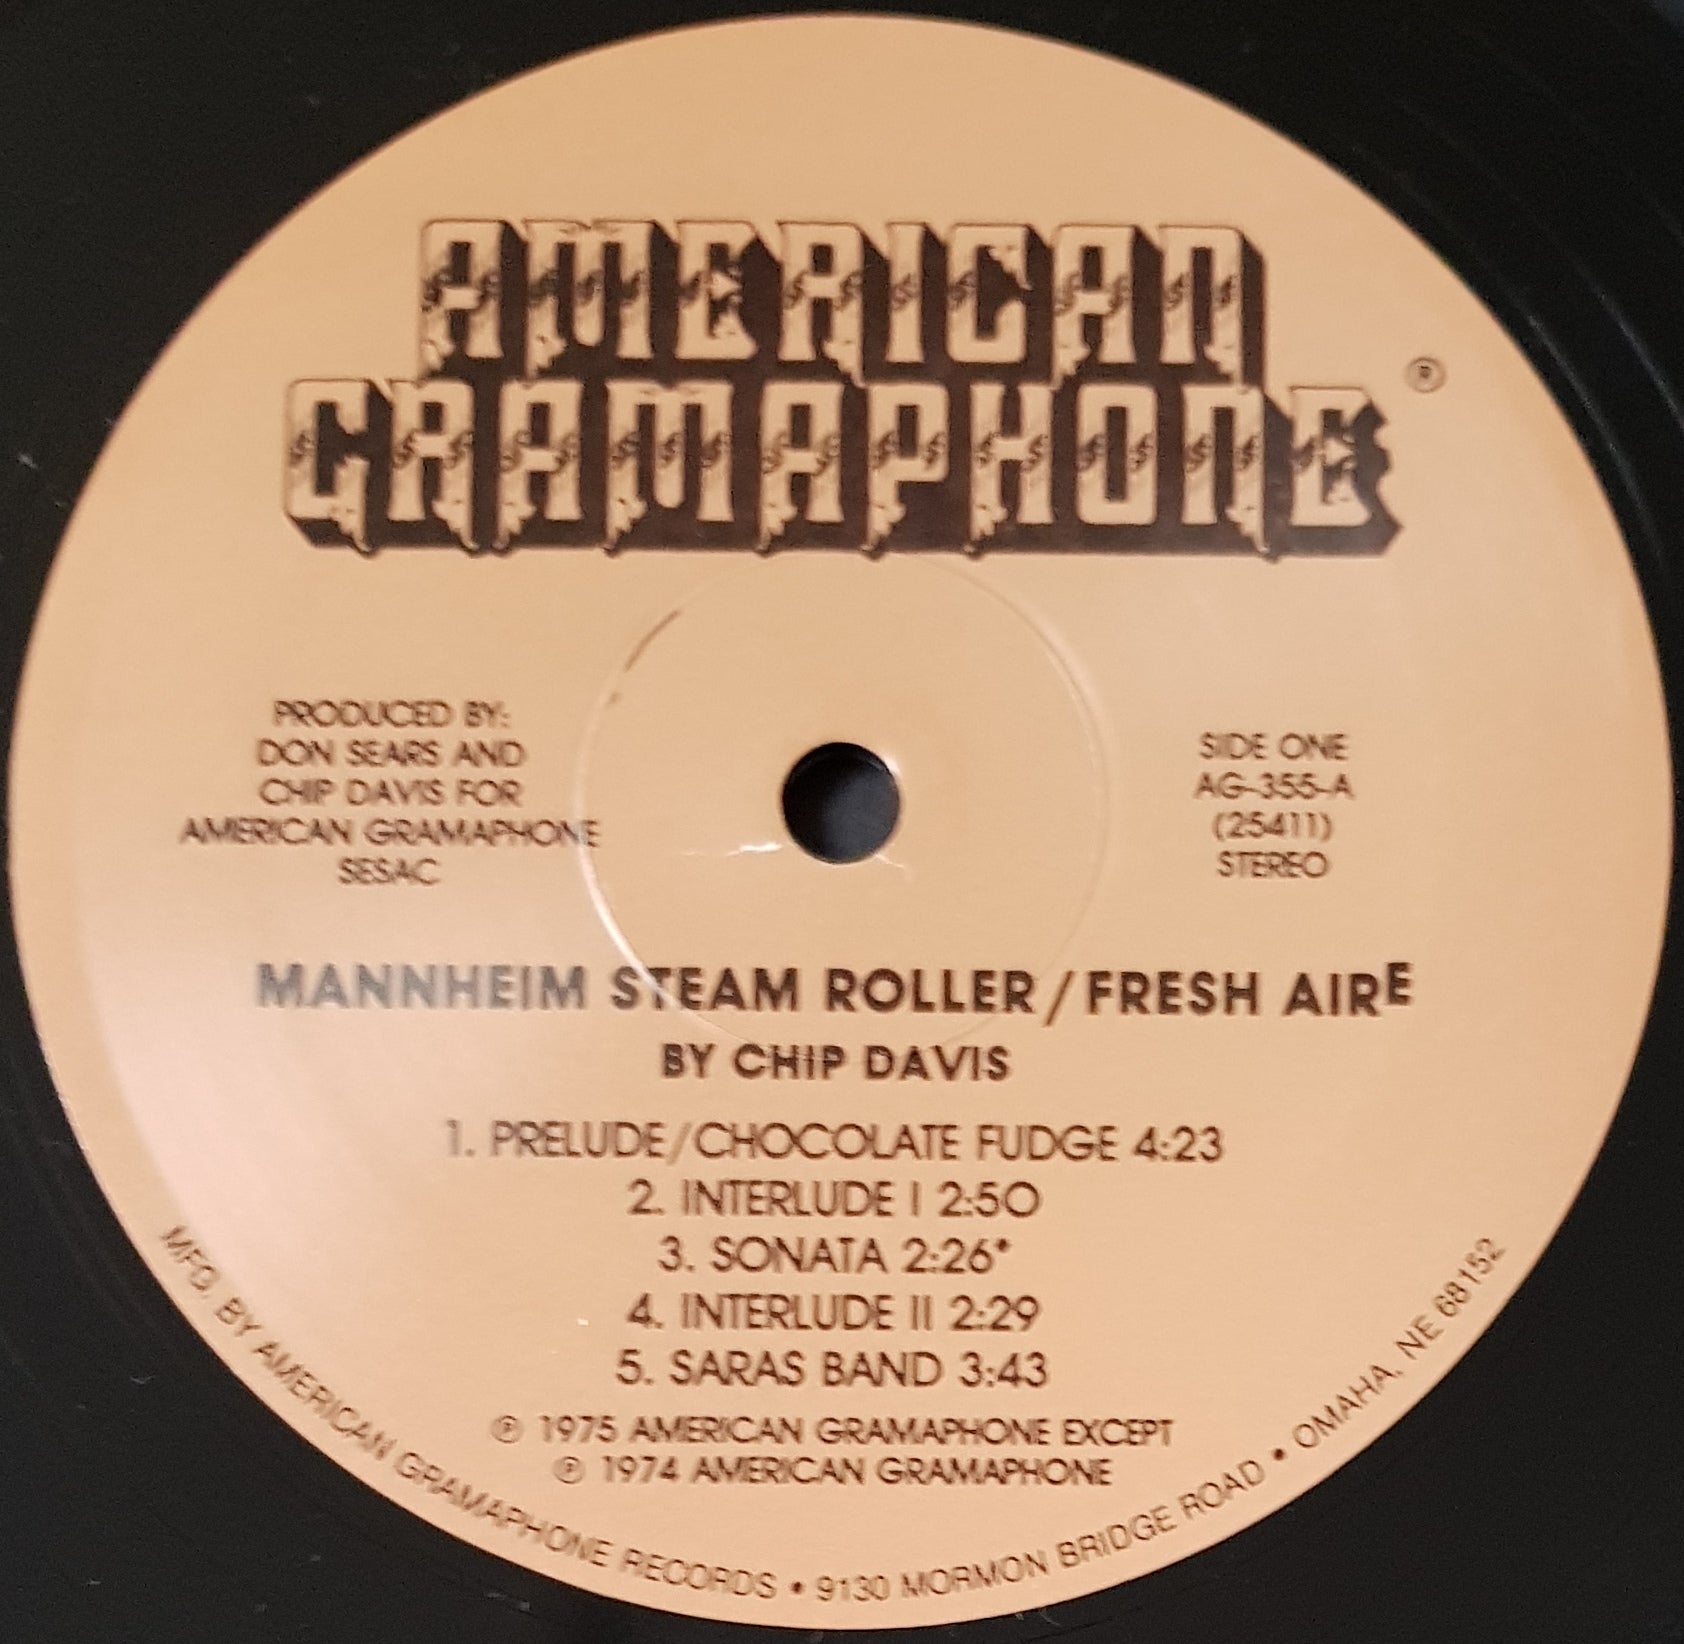 AMERICAN
GRAMAPHONE
®
PRODUCED BY:
DON SEARS AND
CHIP DAVIS FOR
AMERICAN GRAMAPHONE
SESAC
SIDE ONE
AG-355-A
(25411)
STEREO
MANNHEIM STEAM ROLLER/FRESH AIRE
BY CHIP DAVIS
1. PRELUDE/CHOCOLATE FUDGE 4:23
2. INTERLUDE I 2:50
3. SONATA 2:26*
4. INTERLUDE II 2:29
5. SARAS BAND 3:43
℗ 1975 AMERICAN GRAMAPHONE EXCEPT
℗ 1974 AMERICAN GRAMAPHONE
MFG. BY AMERICAN GRAMAPHONE RECORDS • 9130 MORMON BRIDGE ROAD • OMAHA, NE 68152